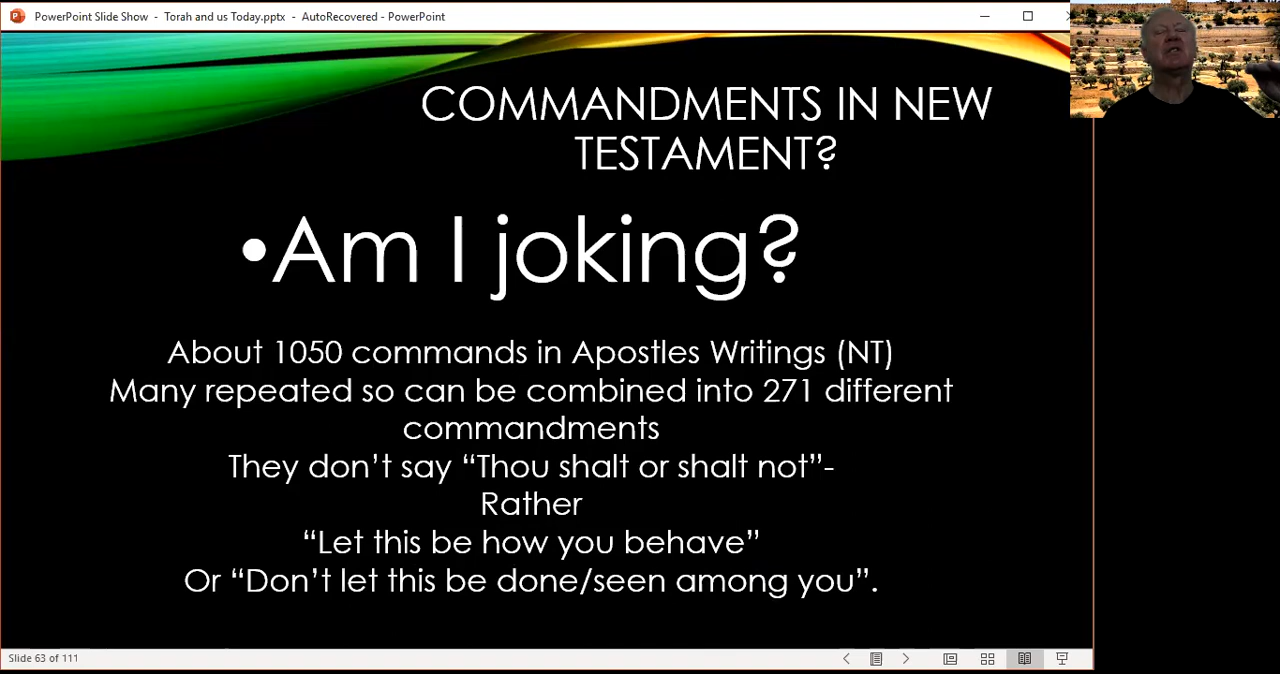 PowerPoint Slide Show - Torah and us Today.pptx - AutoRecovered - PowerPoint
COMMANDMENTS IN NEW
TESTAMENT?
•Am I joking?
About 1050 commands in Apostles Writings (NT)
Many repeated so can be combined into 271 different
commandments
They don't say “Thou shalt or shalt not”-
Rather
“Let this be how you behave”
Or “Don't let this be done/seen among you”.
Slide 63 of 111